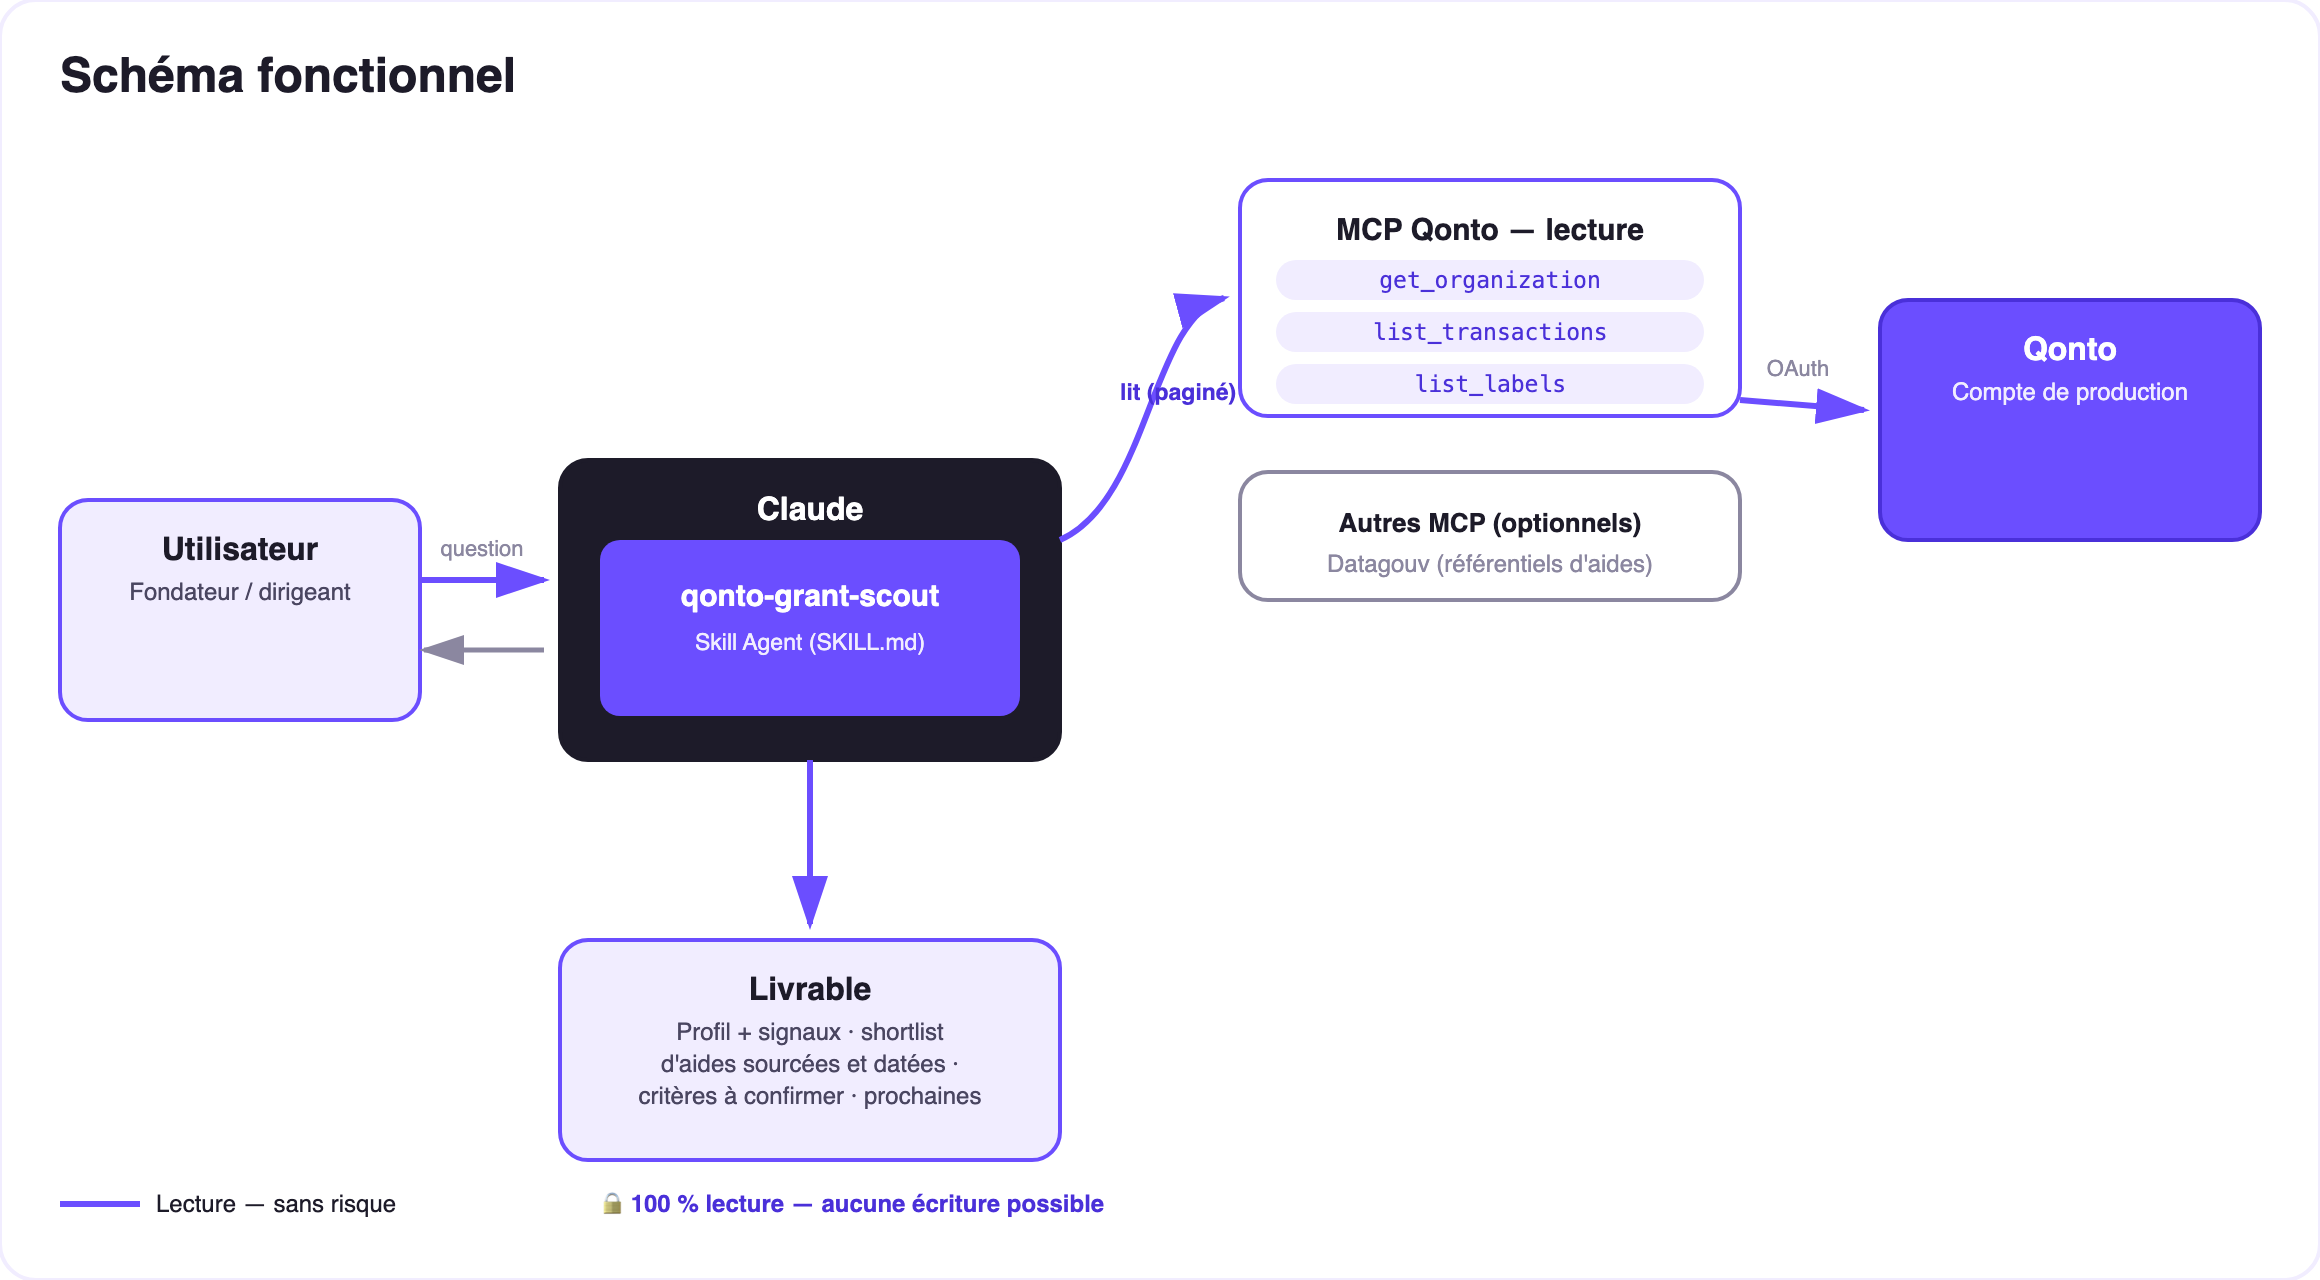 Schéma fonctionnel
MCP Qonto — lecture
get_organization
list_transactions
list_labels
lit (paginé)
OAuth
Qonto
Compte de production
Autres MCP (optionnels)
Datagouv (référentiels d'aides)
Utilisateur
Fondateur / dirigeant
question
Claude
qonto-grant-scout
Skill Agent (SKILL.md)
Livrable
Profil + signaux · shortlist
d'aides sourcées et datées ·
critères à confirmer · prochaines
Lecture — sans risque
🔒 100 % lecture — aucune écriture possible